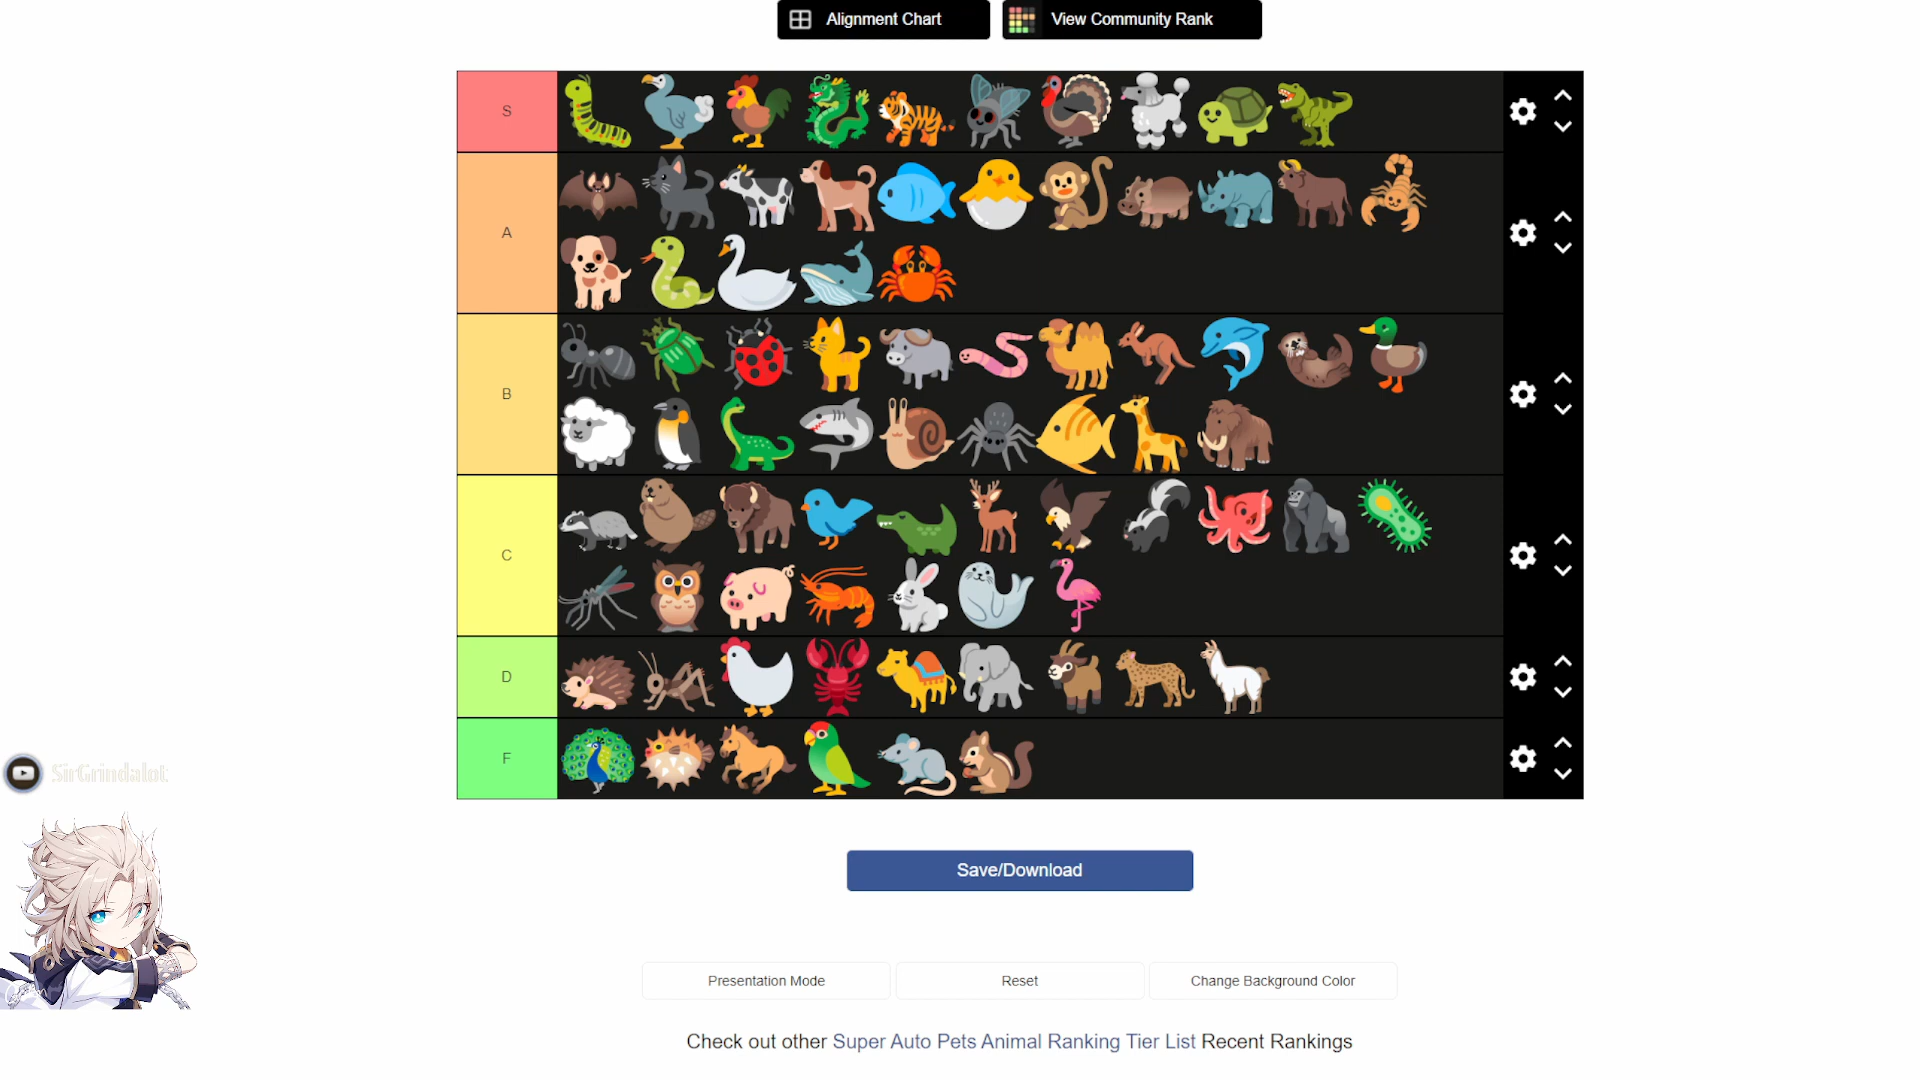 Alignment Chart
View Community Rank
S
A
B
C
D
F
SirGrindalot
Save/Download
Presentation Mode
Reset
Change Background Color
Check out other Super Auto Pets Animal Ranking Tier List Recent Rankings